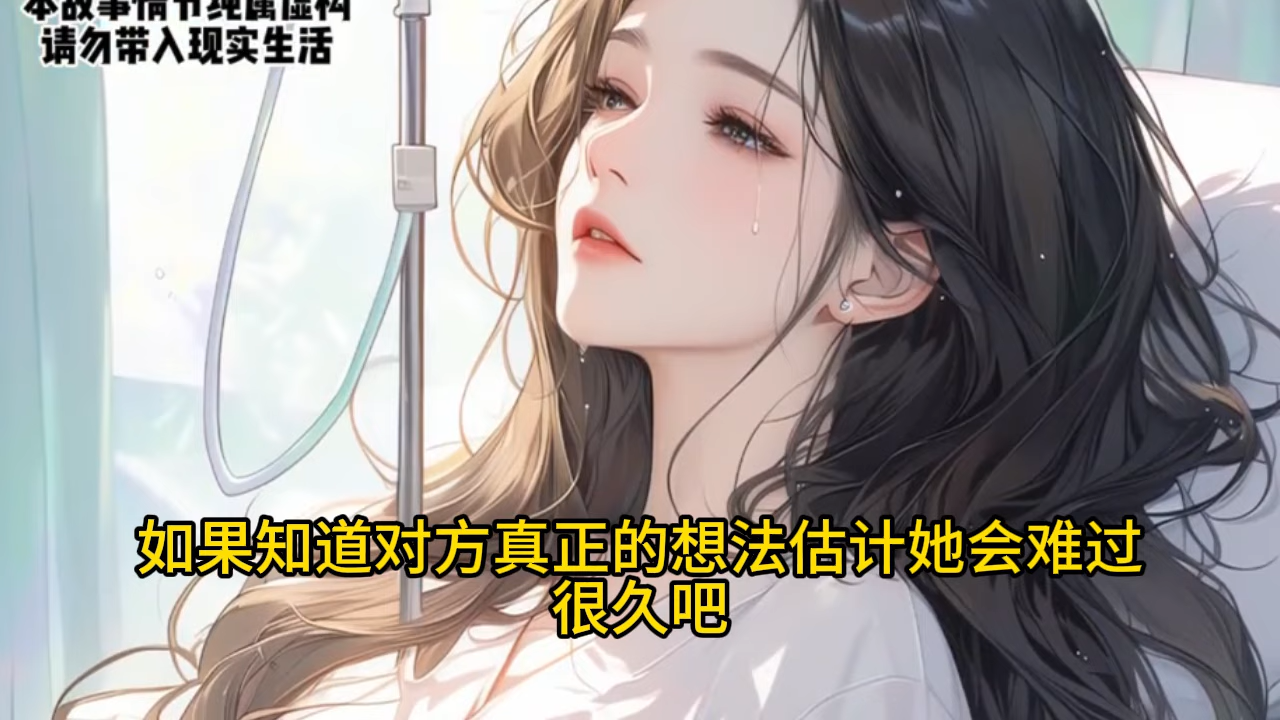 本故事情节纯属虚构
请勿带入现实生活
如果知道对方真正的想法估计她会难过
很久吧